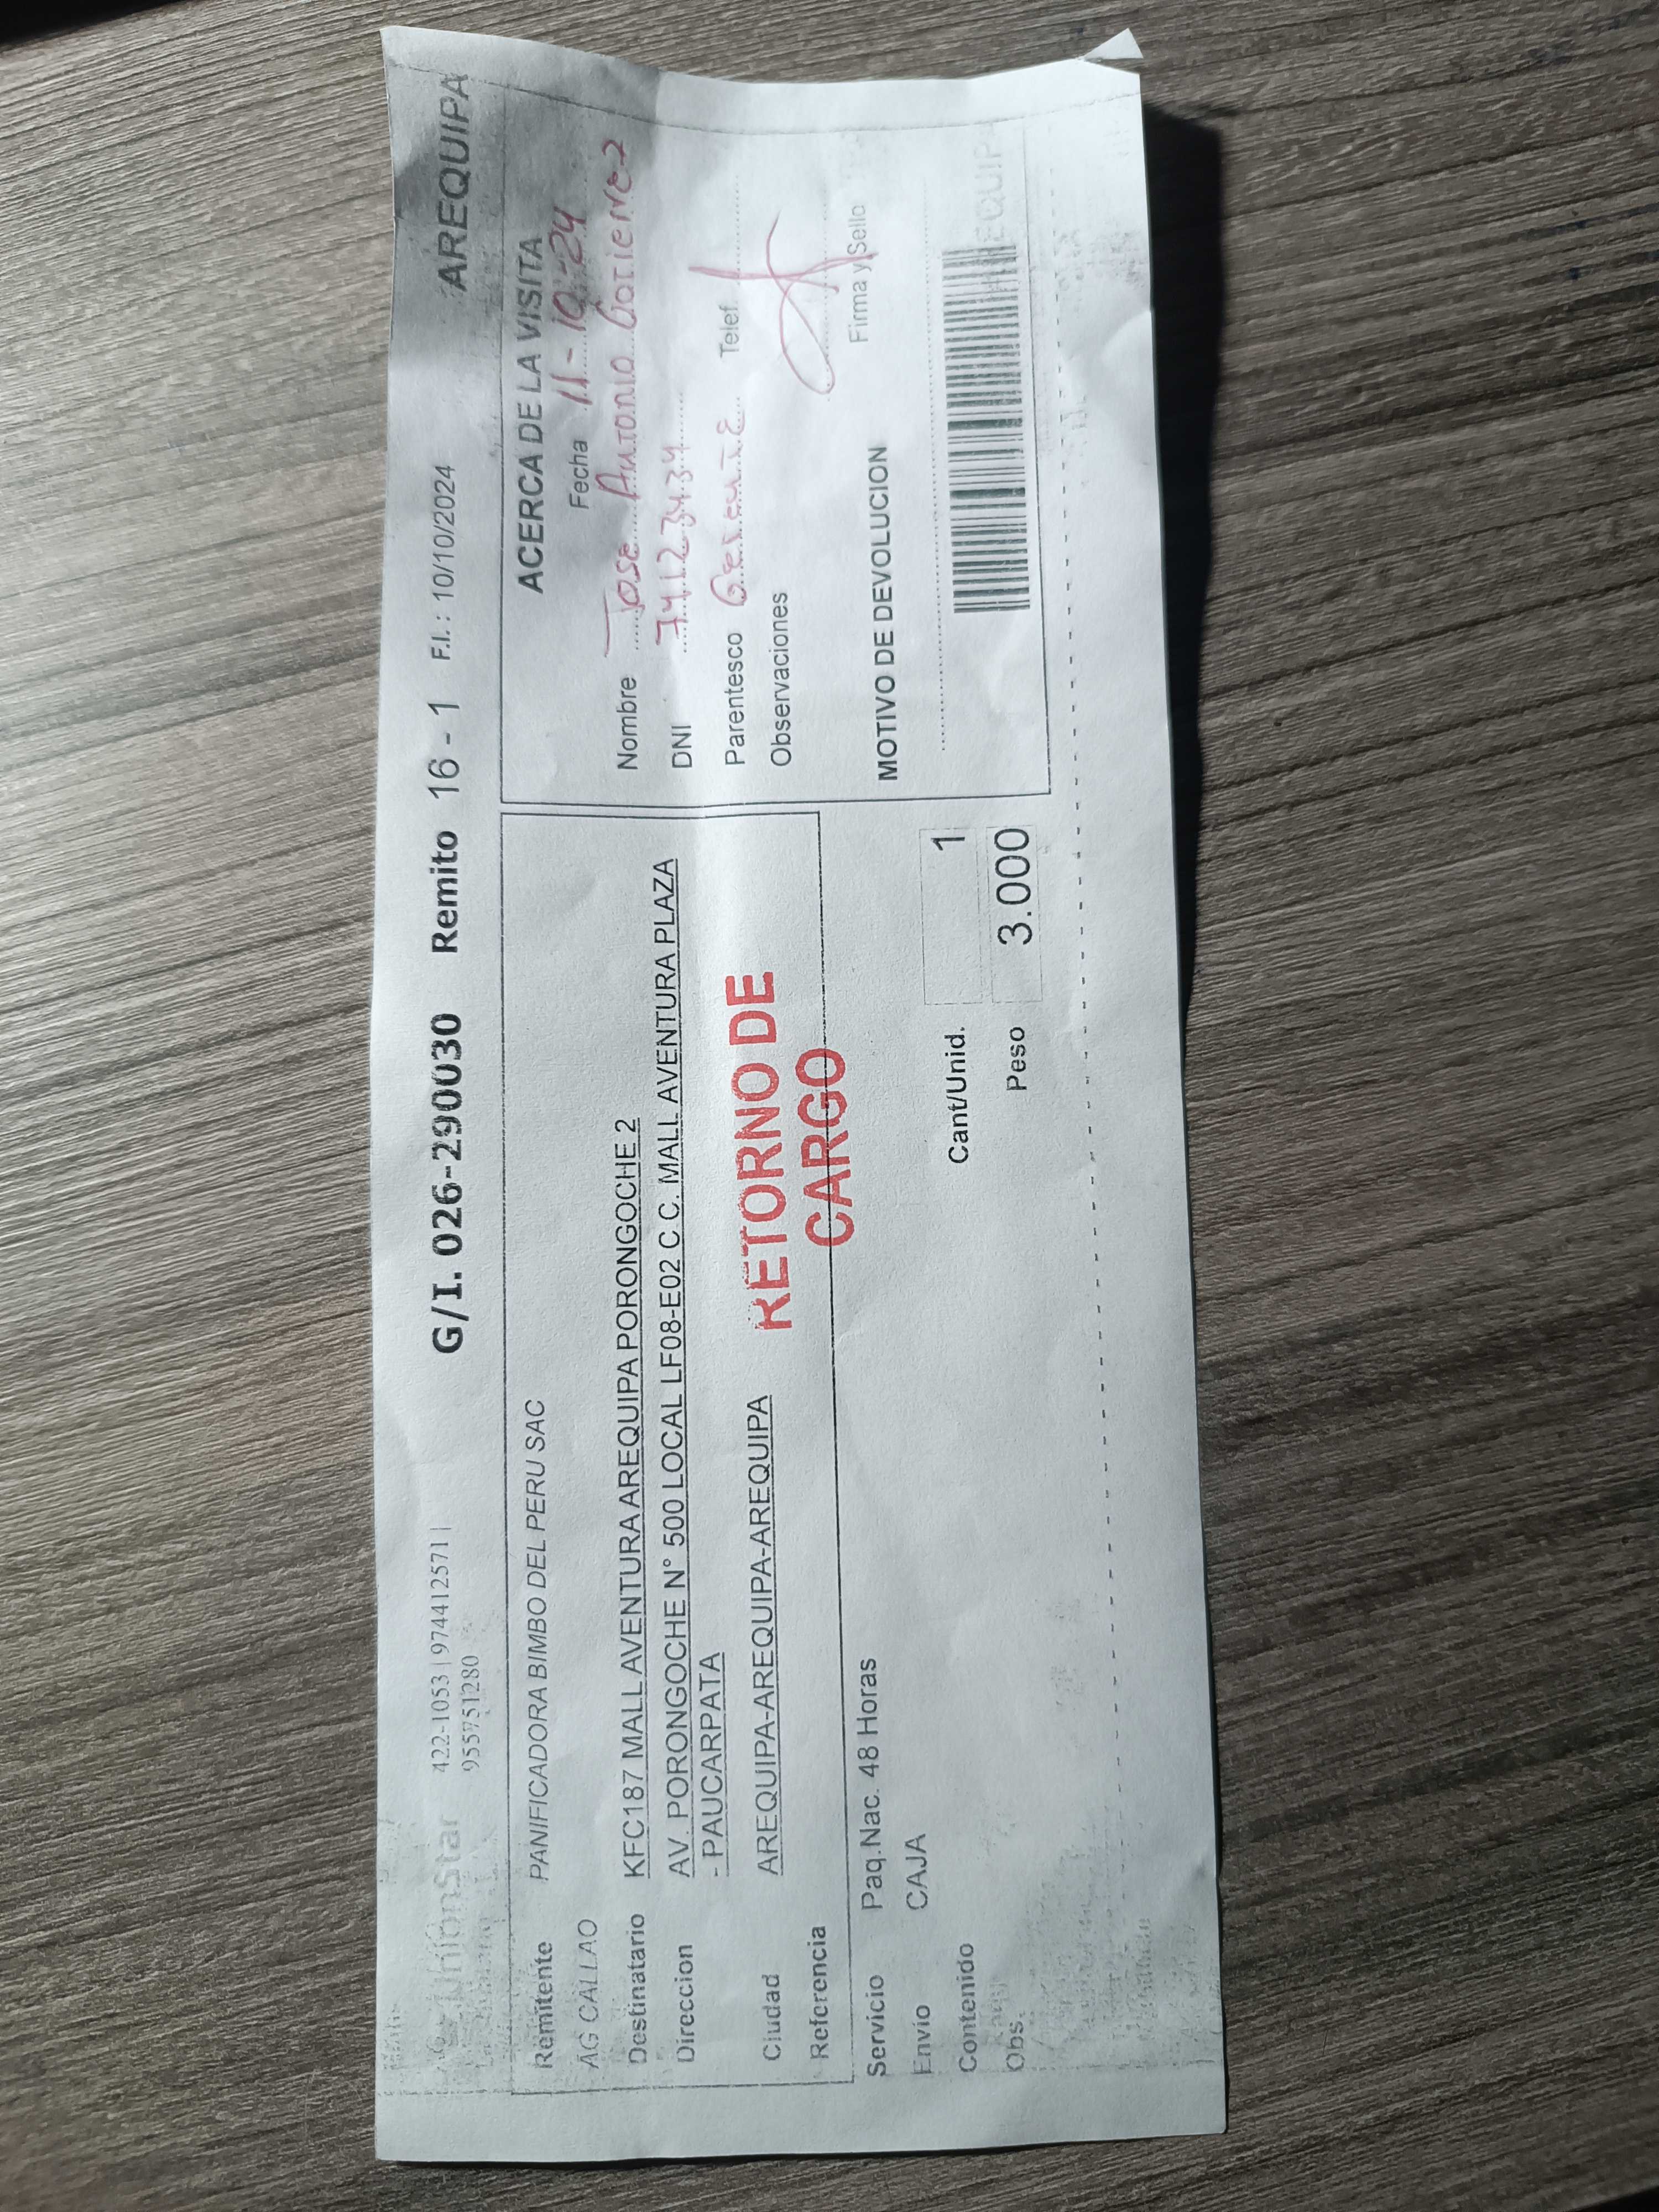 UnionStar
422-1053 | 974412571 |
955751280
G/I. 026-290030 Remito 16 - 1 F.I. : 10/10/2024 AREQUIPA
Remitente PANIFICADORA BIMBO DEL PERU SAC
AG CALLAO
Destinatario KFC187 MALL AVENTURA AREQUIPA PORONGOCHE 2
Direccion AV. PORONGOCHE N° 500 LOCAL LF08-E02 C.C. MALL AVENTURA PLAZA
- PAUCARPATA
Ciudad AREQUIPA-AREQUIPA-AREQUIPA
Referencia
RETORNO DE
CARGO
Servicio Paq.Nac. 48 Horas
Envio CAJA
Contenido
Obs.
Cant/Unid. 1
Peso 3.000
ACERCA DE LA VISITA
Fecha 11-10-24
Nombre Jose Antonio Gotierrez
DNI 74123434
Parentesco Gerente Telef
Observaciones
Firma y Sello
MOTIVO DE DEVOLUCION